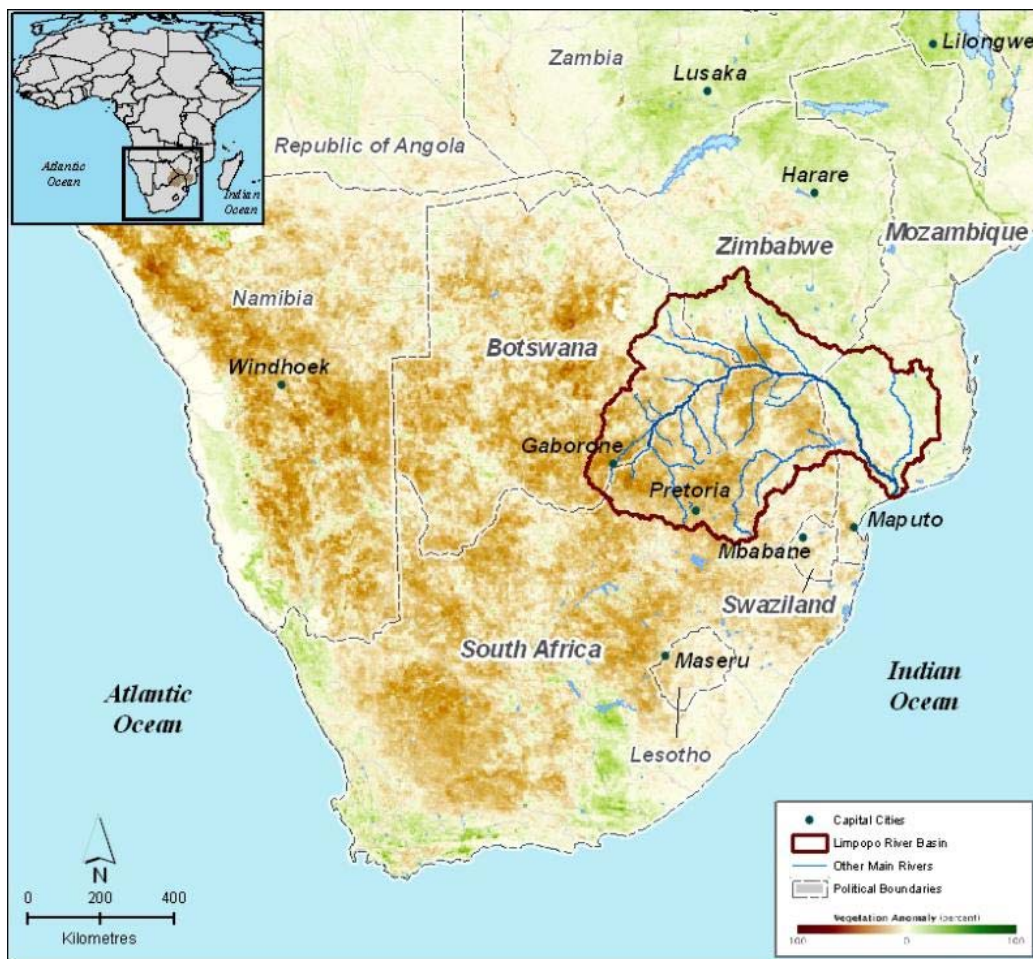 Atlantic
Ocean
Indian
Ocean
Zambia
Lusaka
Lilongwe
Republic of Angola
Harare
Zimbabwe
Mozambique
Namibia
Windhoek
Botswana
Gaborone
Pretoria
Maputo
Mbabane
Swaziland
South Africa
Maseru
Lesotho
Atlantic
Ocean
Indian
Ocean
N
0 200 400
Kilometres
Capital Cities
Limpopo River Basin
Other Main Rivers
Political Boundaries
Vegetation Anomaly (percent)
100 0 100